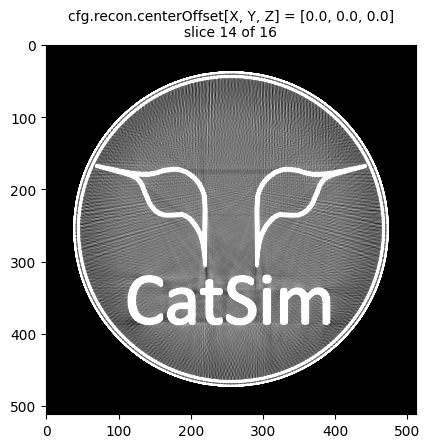 cfg.recon.centerOffset[X, Y, Z] = [0.0, 0.0, 0.0]
slice 14 of 16
0
100
200
300
400
500
CatSim
0 100 200 300 400 500